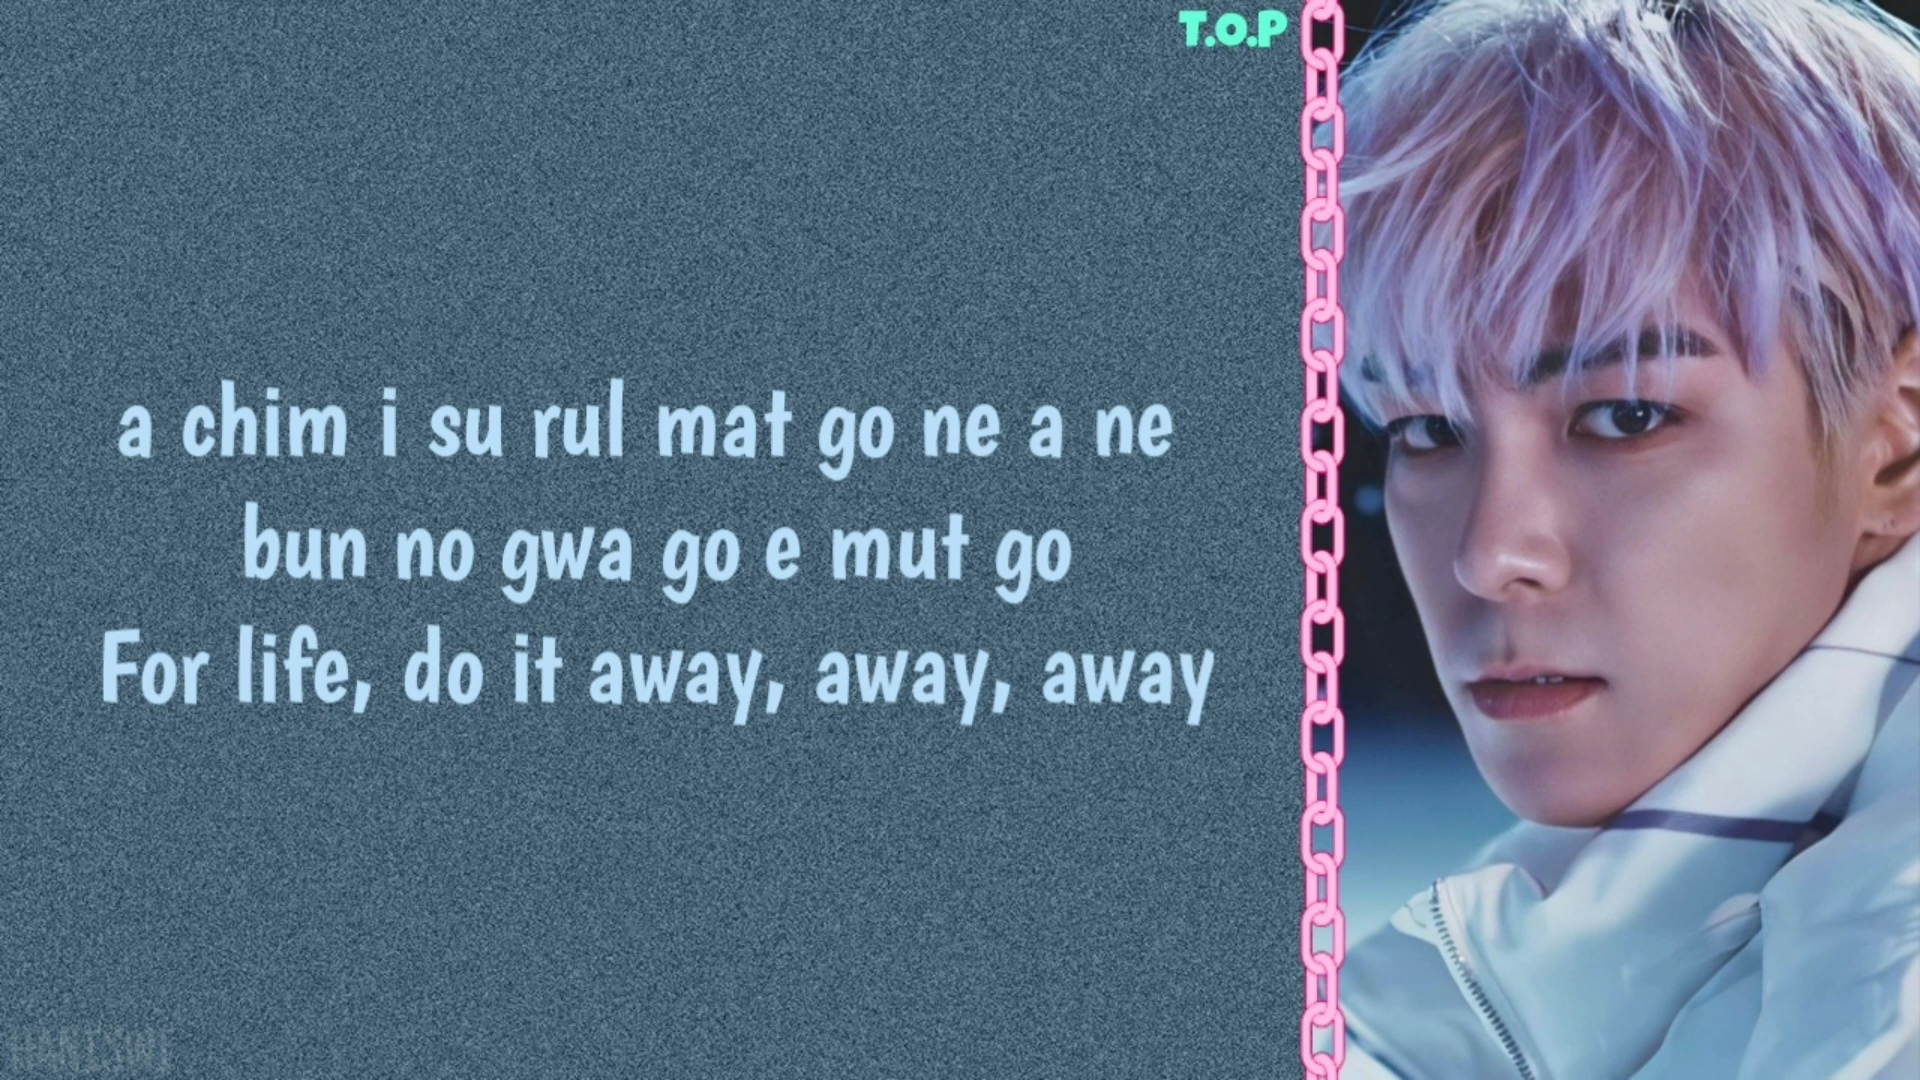 T.O.P
a chim i su rul mat go ne a ne
bun no gwa go e mut go
For life, do it away, away, away
HANISWI